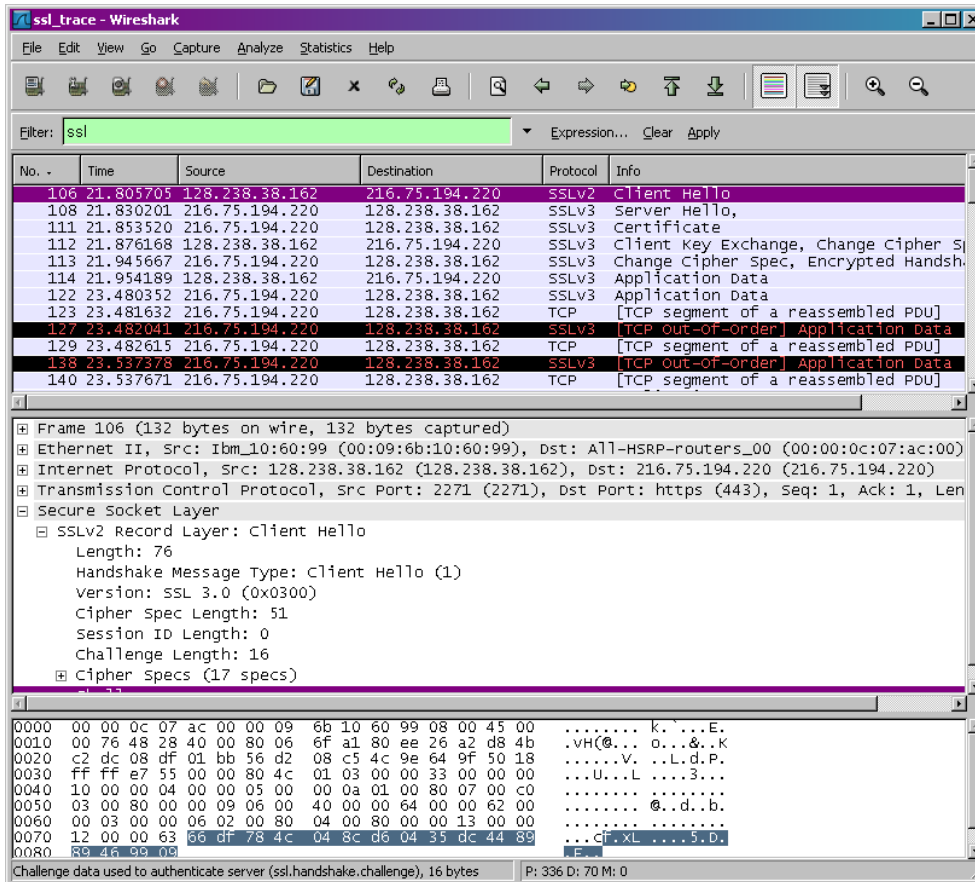 ssl_trace - Wireshark
File Edit View Go Capture Analyze Statistics Help
Filter: ssl Expression... Clear Apply
No. Time Source Destination Protocol Info
106 21.805705 128.238.38.162 216.75.194.220 SSLv2 Client Hello
108 21.830201 216.75.194.220 128.238.38.162 SSLv3 Server Hello,
111 21.853520 216.75.194.220 128.238.38.162 SSLv3 Certificate
112 21.876168 128.238.38.162 216.75.194.220 SSLv3 Client Key Exchange, Change Cipher Sp
113 21.945667 216.75.194.220 128.238.38.162 SSLv3 Change Cipher Spec, Encrypted Handsh
114 21.954189 128.238.38.162 216.75.194.220 SSLv3 Application Data
122 23.480352 216.75.194.220 128.238.38.162 SSLv3 Application Data
123 23.481632 216.75.194.220 128.238.38.162 TCP [TCP segment of a reassembled PDU]
127 23.482041 216.75.194.220 128.238.38.162 SSLv3 [TCP Out-Of-Order] Application Data
129 23.482615 216.75.194.220 128.238.38.162 TCP [TCP segment of a reassembled PDU]
138 23.537378 216.75.194.220 128.238.38.162 SSLv3 [TCP Out-Of-Order] Application Data
140 23.537671 216.75.194.220 128.238.38.162 TCP [TCP segment of a reassembled PDU]
Frame 106 (132 bytes on wire, 132 bytes captured)
Ethernet II, Src: Ibm_10:60:99 (00:09:6b:10:60:99), Dst: All-HSRP-routers_00 (00:00:0c:07:ac:00)
Internet Protocol, Src: 128.238.38.162 (128.238.38.162), Dst: 216.75.194.220 (216.75.194.220)
Transmission Control Protocol, Src Port: 2271 (2271), Dst Port: https (443), Seq: 1, Ack: 1, Len
Secure Socket Layer
SSLv2 Record Layer: Client Hello
Length: 76
Handshake Message Type: Client Hello (1)
Version: SSL 3.0 (0x0300)
Cipher Spec Length: 51
Session ID Length: 0
Challenge Length: 16
Cipher Specs (17 specs)
0000 00 00 0c 07 ac 00 00 09 6b 10 60 99 08 00 45 00 ........ k.`...E.
0010 00 76 48 28 40 00 80 06 6f a1 80 ee 26 a2 d8 4b .vH(@... o...&..K
0020 c2 dc 08 df 01 bb 56 d2 08 c5 4c 9e 64 9f 50 18 ......V. ..L.d.P.
0030 ff ff e7 55 00 00 80 4c 01 03 00 00 33 00 00 00 ...U...L ....3...
0040 10 00 00 04 00 00 05 00 00 0a 01 00 80 07 00 c0 ........ ........
0050 03 00 80 00 00 09 06 00 40 00 00 64 00 00 62 00 ........ @..d..b.
0060 00 03 00 00 06 02 00 80 04 00 80 00 00 13 00 00 ........ ........
0070 12 00 00 63 66 df 78 4c 04 8c d6 04 35 dc 44 89 ...cf.xL ....5.D.
0080 89 46 99 09 .F..
Challenge data used to authenticate server (ssl.handshake.challenge), 16 bytes P: 336 D: 70 M: 0